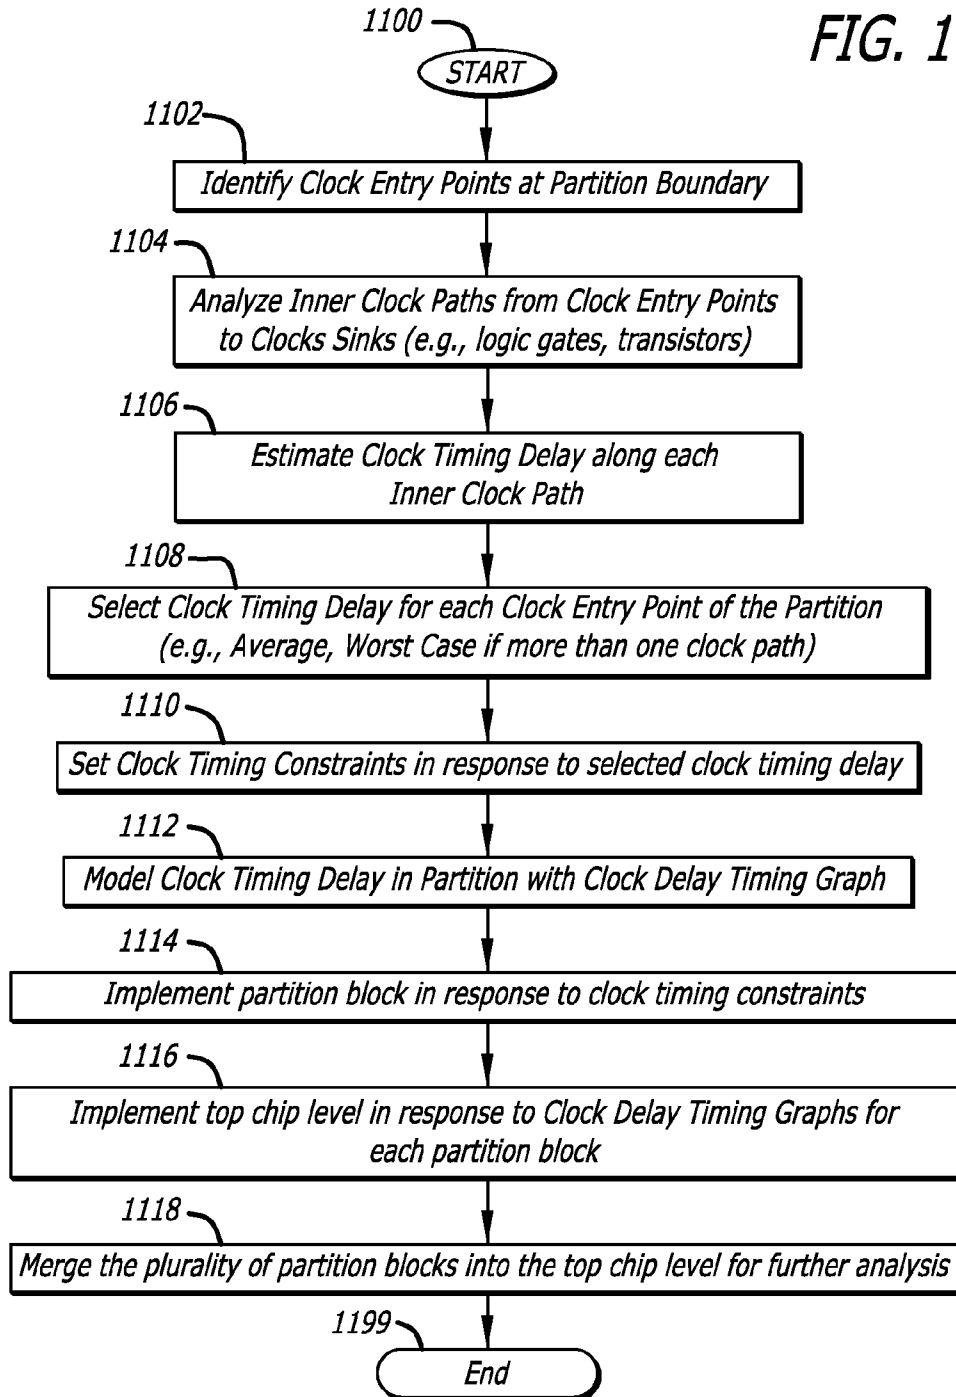 FIG. 1
1100
START
1102
Identify Clock Entry Points at Partition Boundary
1104
Analyze Inner Clock Paths from Clock Entry Points
to Clocks Sinks (e.g., logic gates, transistors)
1106
Estimate Clock Timing Delay along each
Inner Clock Path
1108
Select Clock Timing Delay for each Clock Entry Point of the Partition
(e.g., Average, Worst Case if more than one clock path)
1110
Set Clock Timing Constraints in response to selected clock timing delay
1112
Model Clock Timing Delay in Partition with Clock Delay Timing Graph
1114
Implement partition block in response to clock timing constraints
1116
Implement top chip level in response to Clock Delay Timing Graphs for
each partition block
1118
Merge the plurality of partition blocks into the top chip level for further analysis
1199
End